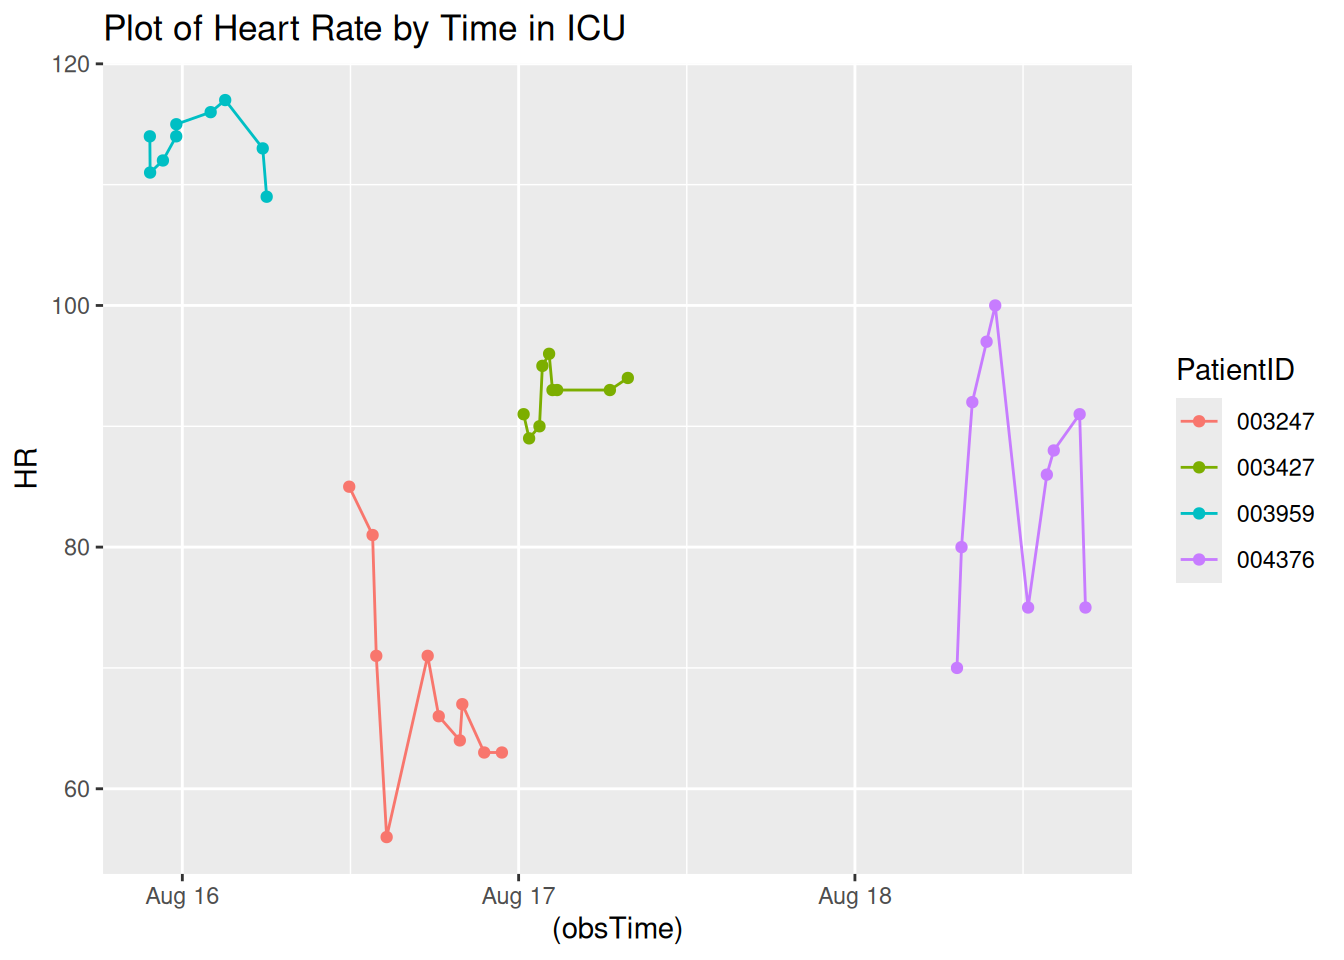 Plot of Heart Rate by Time in ICU
120
100
80
60
HR
Aug 16
Aug 17
Aug 18
(obsTime)
PatientID
003247
003427
003959
004376